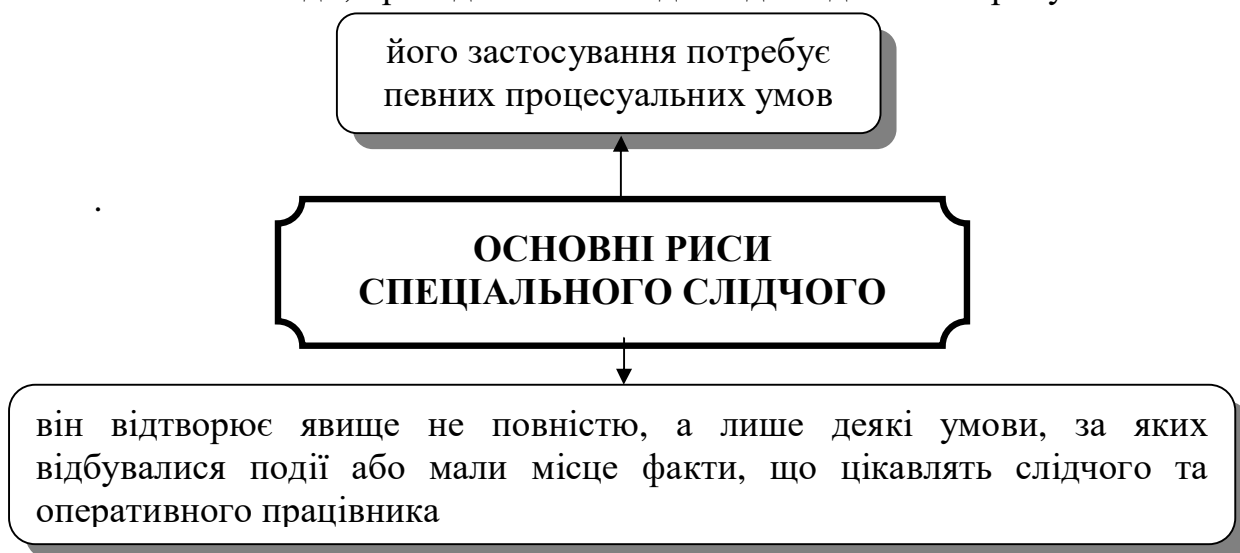 його застосування потребує
певних процесуальних умов
.
ОСНОВНІ РИСИ
СПЕЦІАЛЬНОГО СЛІДЧОГО
він відтворює явище не повністю, а лише деякі умови, за яких
відбувалися події або мали місце факти, що цікавлять слідчого та
оперативного працівника